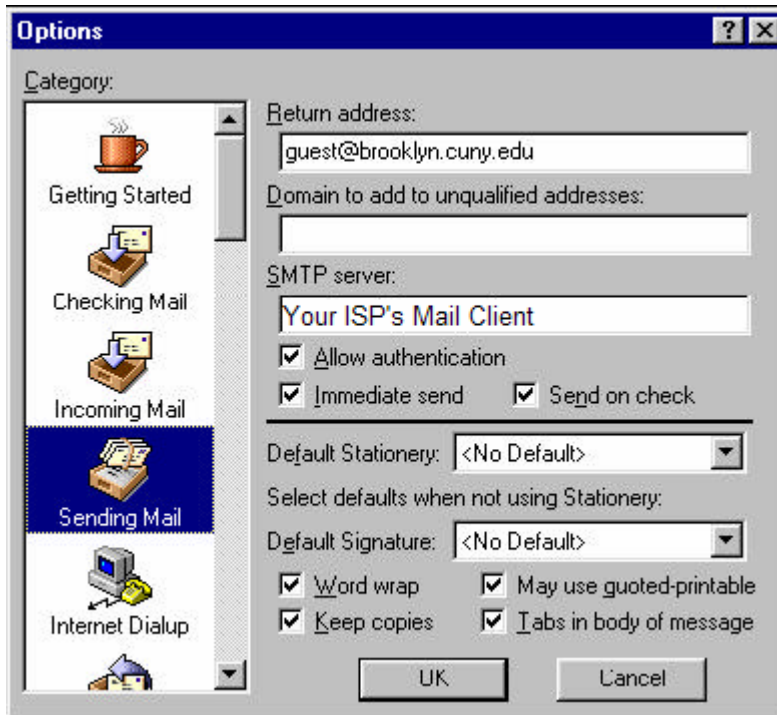 Options
Category:
Getting Started
Checking Mail
Incoming Mail
Sending Mail
Internet Dialup
Return address:
guest@brooklyn.cuny.edu
Domain to add to unqualified addresses:
SMTP server:
Your ISP's Mail Client
Allow authentication
Immediate send
Send on check
Default Stationery: <No Default>
Select defaults when not using Stationery:
Default Signature: <No Default>
Word wrap
May use quoted-printable
Keep copies
Tabs in body of message
OK
Cancel